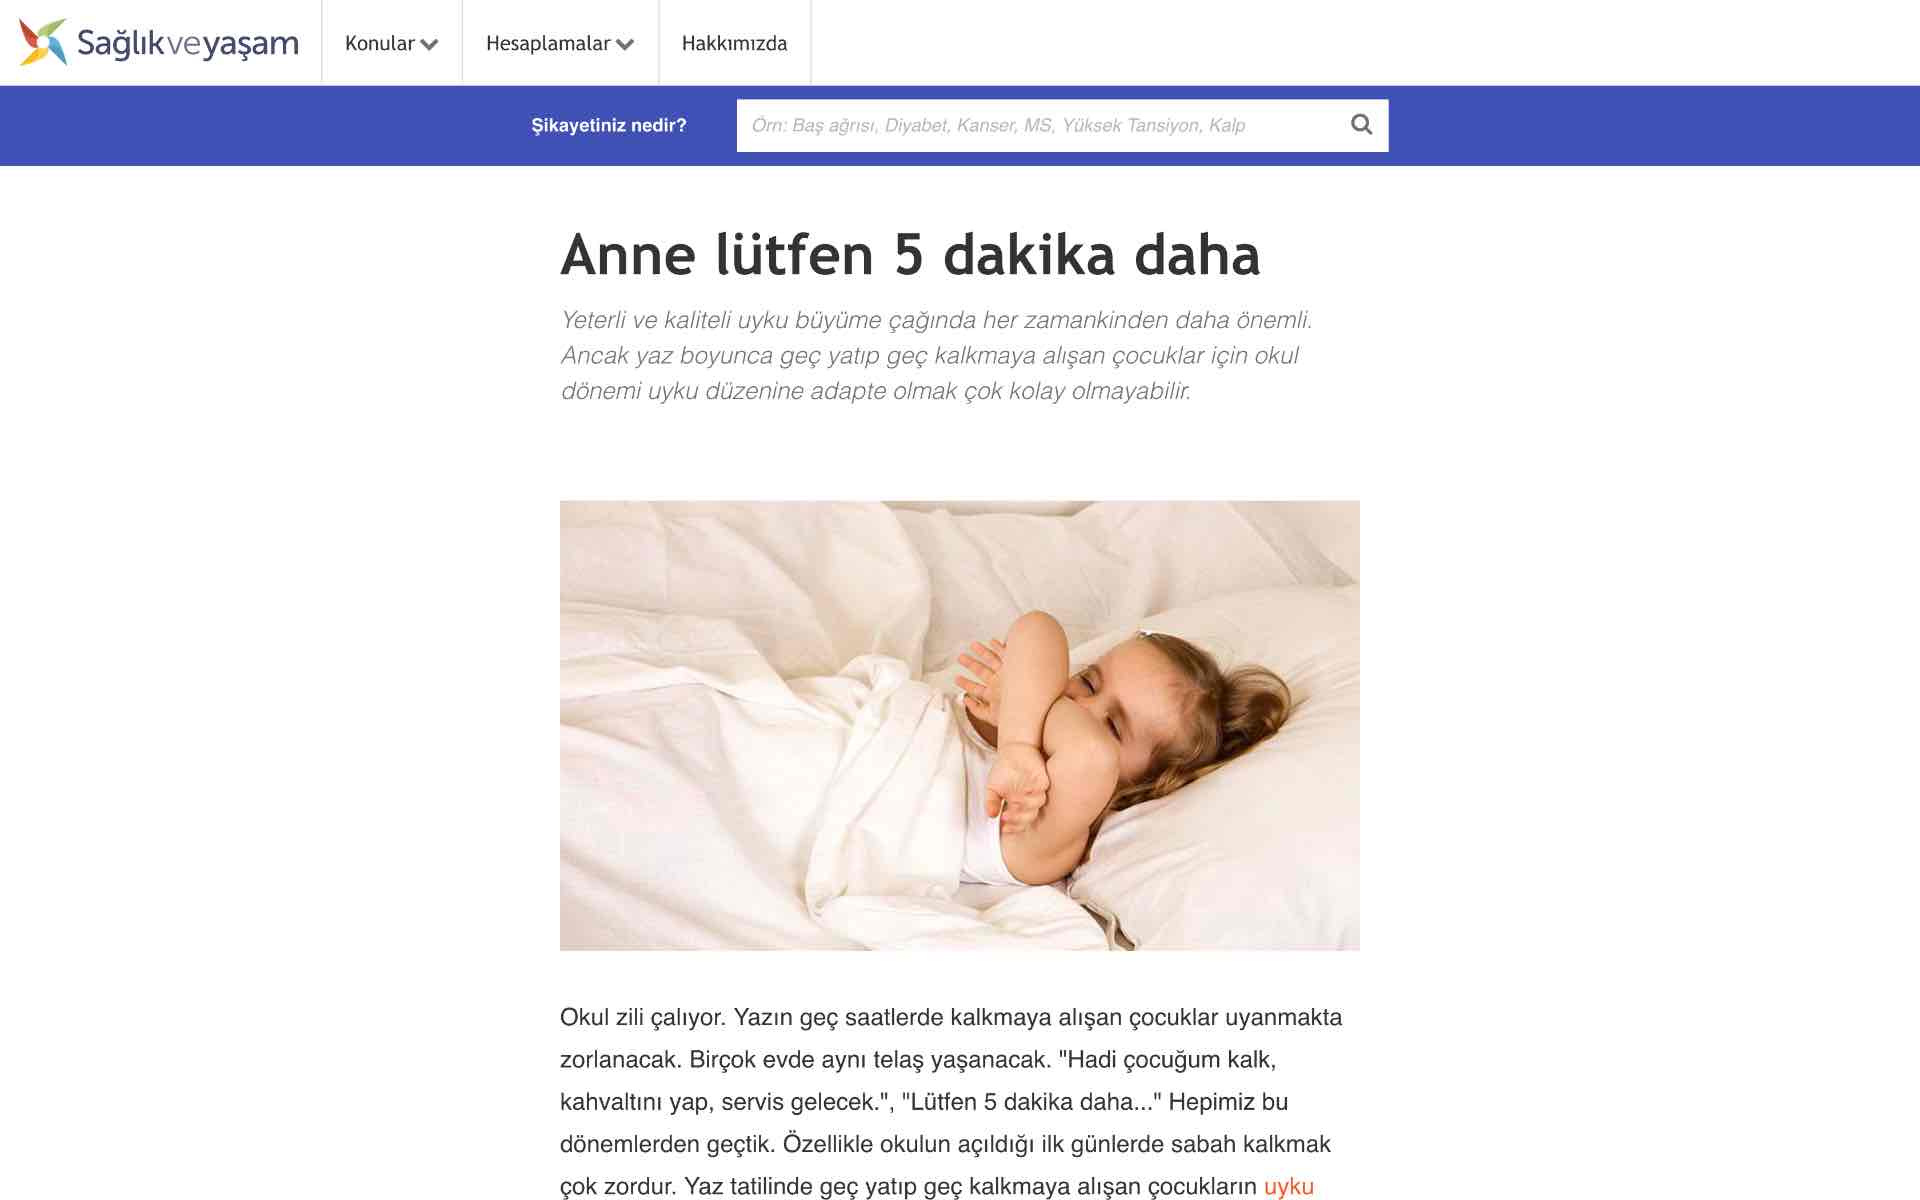 Sağlıkveyaşam
Konular
Hesaplamalar
Hakkımızda
Şikayetiniz nedir?
Örn: Baş ağrısı, Diyabet, Kanser, MS, Yüksek Tansiyon, Kalp
Anne lütfen 5 dakika daha
Yeterli ve kaliteli uyku büyüme çağında her zamankinden daha önemli.
Ancak yaz boyunca geç yatıp geç kalkmaya alışan çocuklar için okul
dönemi uyku düzenine adapte olmak çok kolay olmayabilir.
Okul zili çalıyor. Yazın geç saatlerde kalkmaya alışan çocuklar uyanmakta
zorlanacak. Birçok evde aynı telaş yaşanacak. "Hadi çocuğum kalk,
kahvaltını yap, servis gelecek.", "Lütfen 5 dakika daha..." Hepimiz bu
dönemlerden geçtik. Özellikle okulun açıldığı ilk günlerde sabah kalkmak
çok zordur. Yaz tatilinde geç yatıp geç kalkmaya alışan çocukların uyku